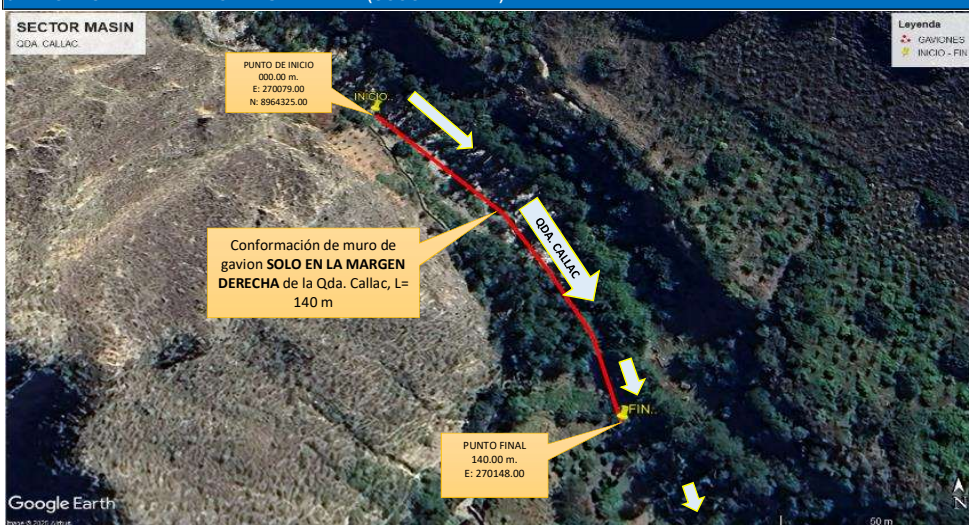 SECTOR MASIN
QDA. CALLAC.
Leyenda
GAVIONES
INICIO - FIN
PUNTO DE INICIO
000.00 m.
E: 270079.00
N: 8964325.00
INICIO..
Conformación de muro de
gavion SOLO EN LA MARGEN
DERECHA de la Qda. Callac, L=
140 m
QDA. CALLAC
FIN..
PUNTO FINAL
140.00 m.
E: 270148.00
Google Earth
N
50 m